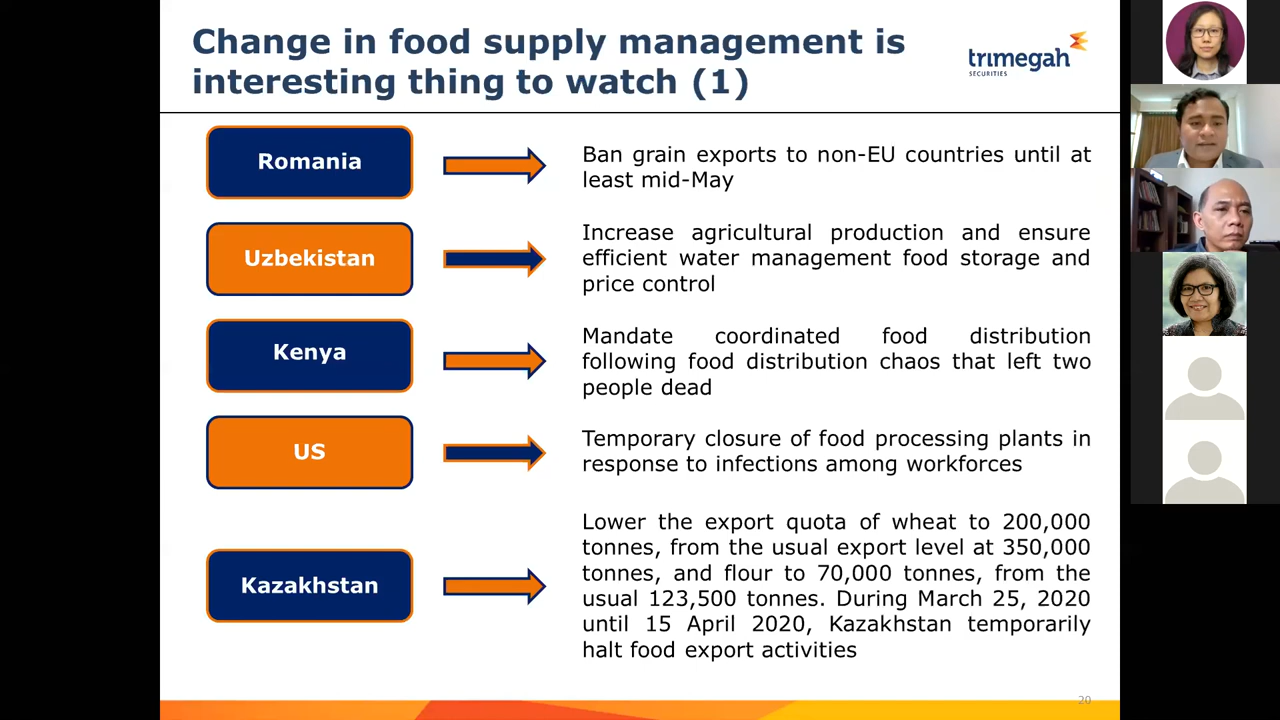 Change in food supply management is
interesting thing to watch (1)
trimegah
SECURITIES
Romania
Ban grain exports to non-EU countries until at
least mid-May
Uzbekistan
Increase agricultural production and ensure
efficient water management food storage and
price control
Kenya
Mandate coordinated food distribution
following food distribution chaos that left two
people dead
US
Temporary closure of food processing plants in
response to infections among workforces
Kazakhstan
Lower the export quota of wheat to 200,000
tonnes, from the usual export level at 350,000
tonnes, and flour to 70,000 tonnes, from the
usual 123,500 tonnes. During March 25, 2020
until 15 April 2020, Kazakhstan temporarily
halt food export activities
20